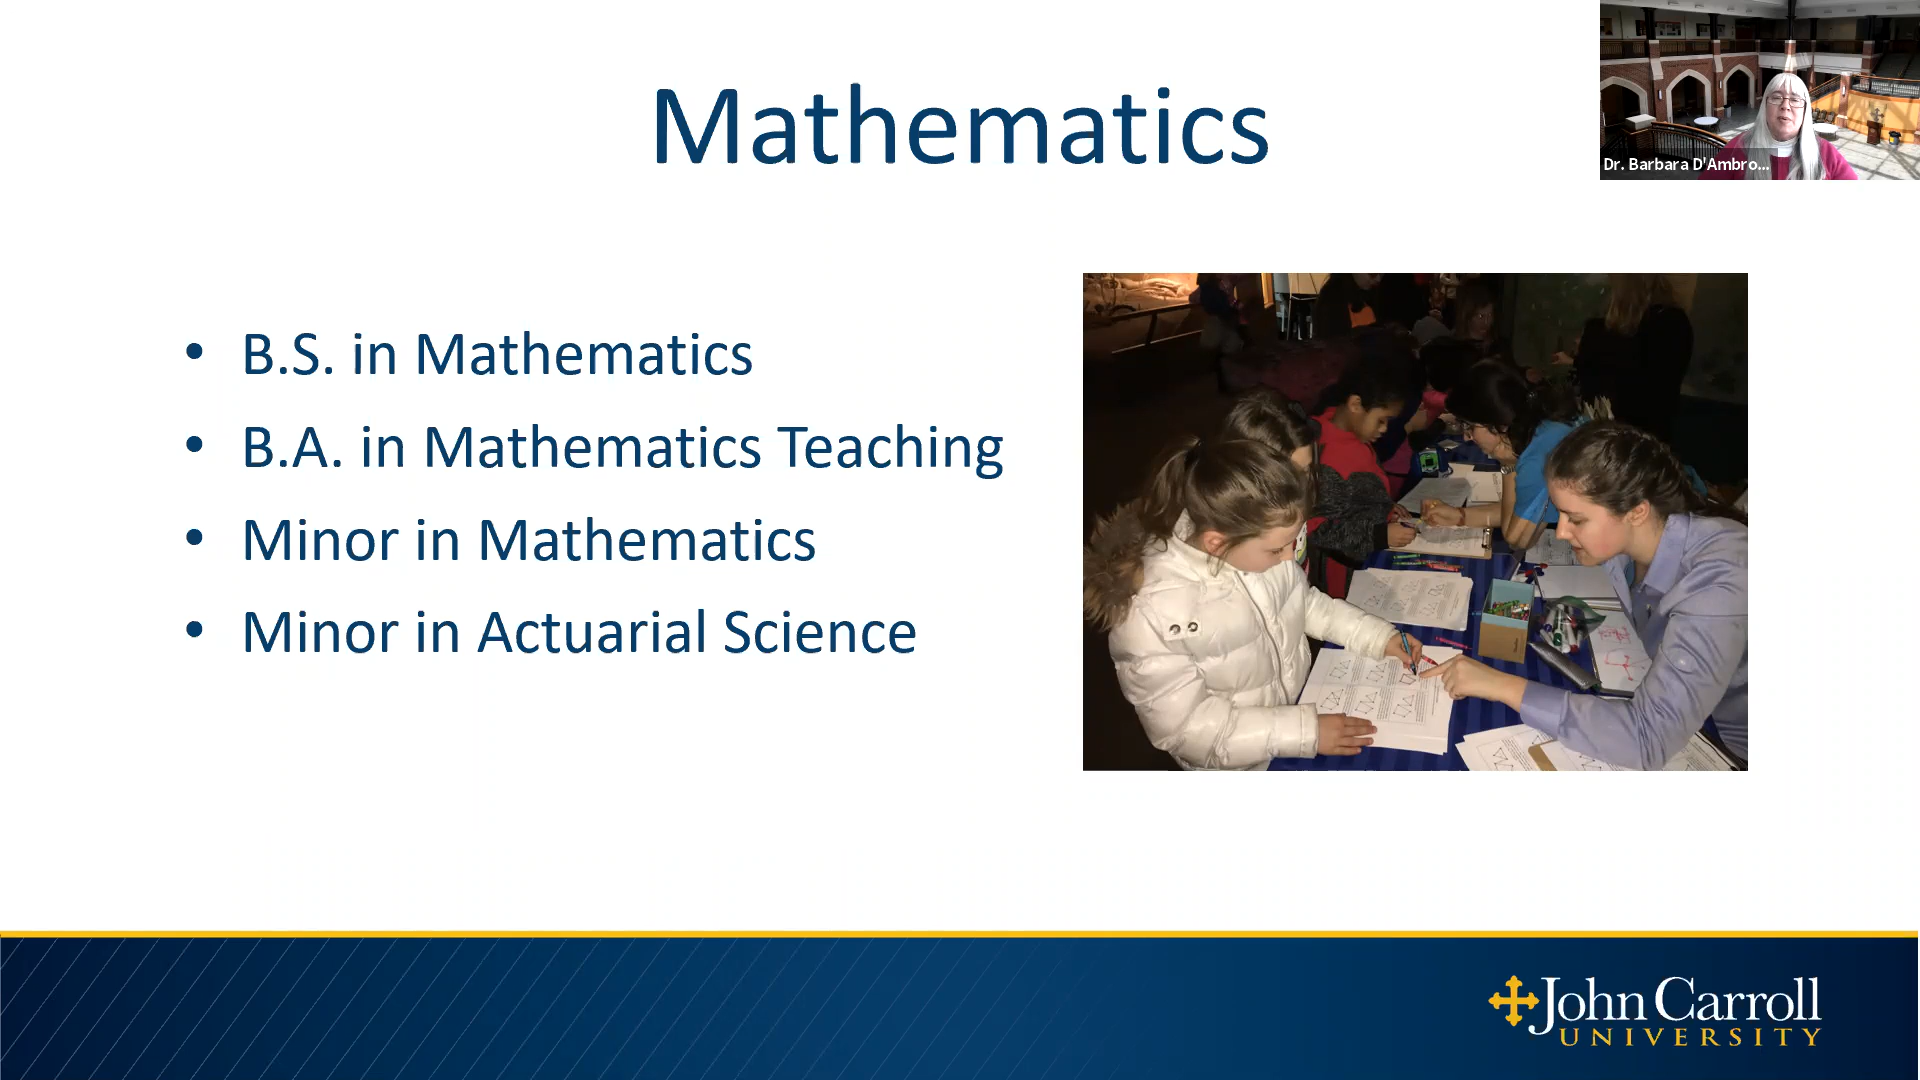 Mathematics
Dr. Barbara D'Ambro...
• B.S. in Mathematics
• B.A. in Mathematics Teaching
• Minor in Mathematics
• Minor in Actuarial Science
John Carroll
UNIVERSITY